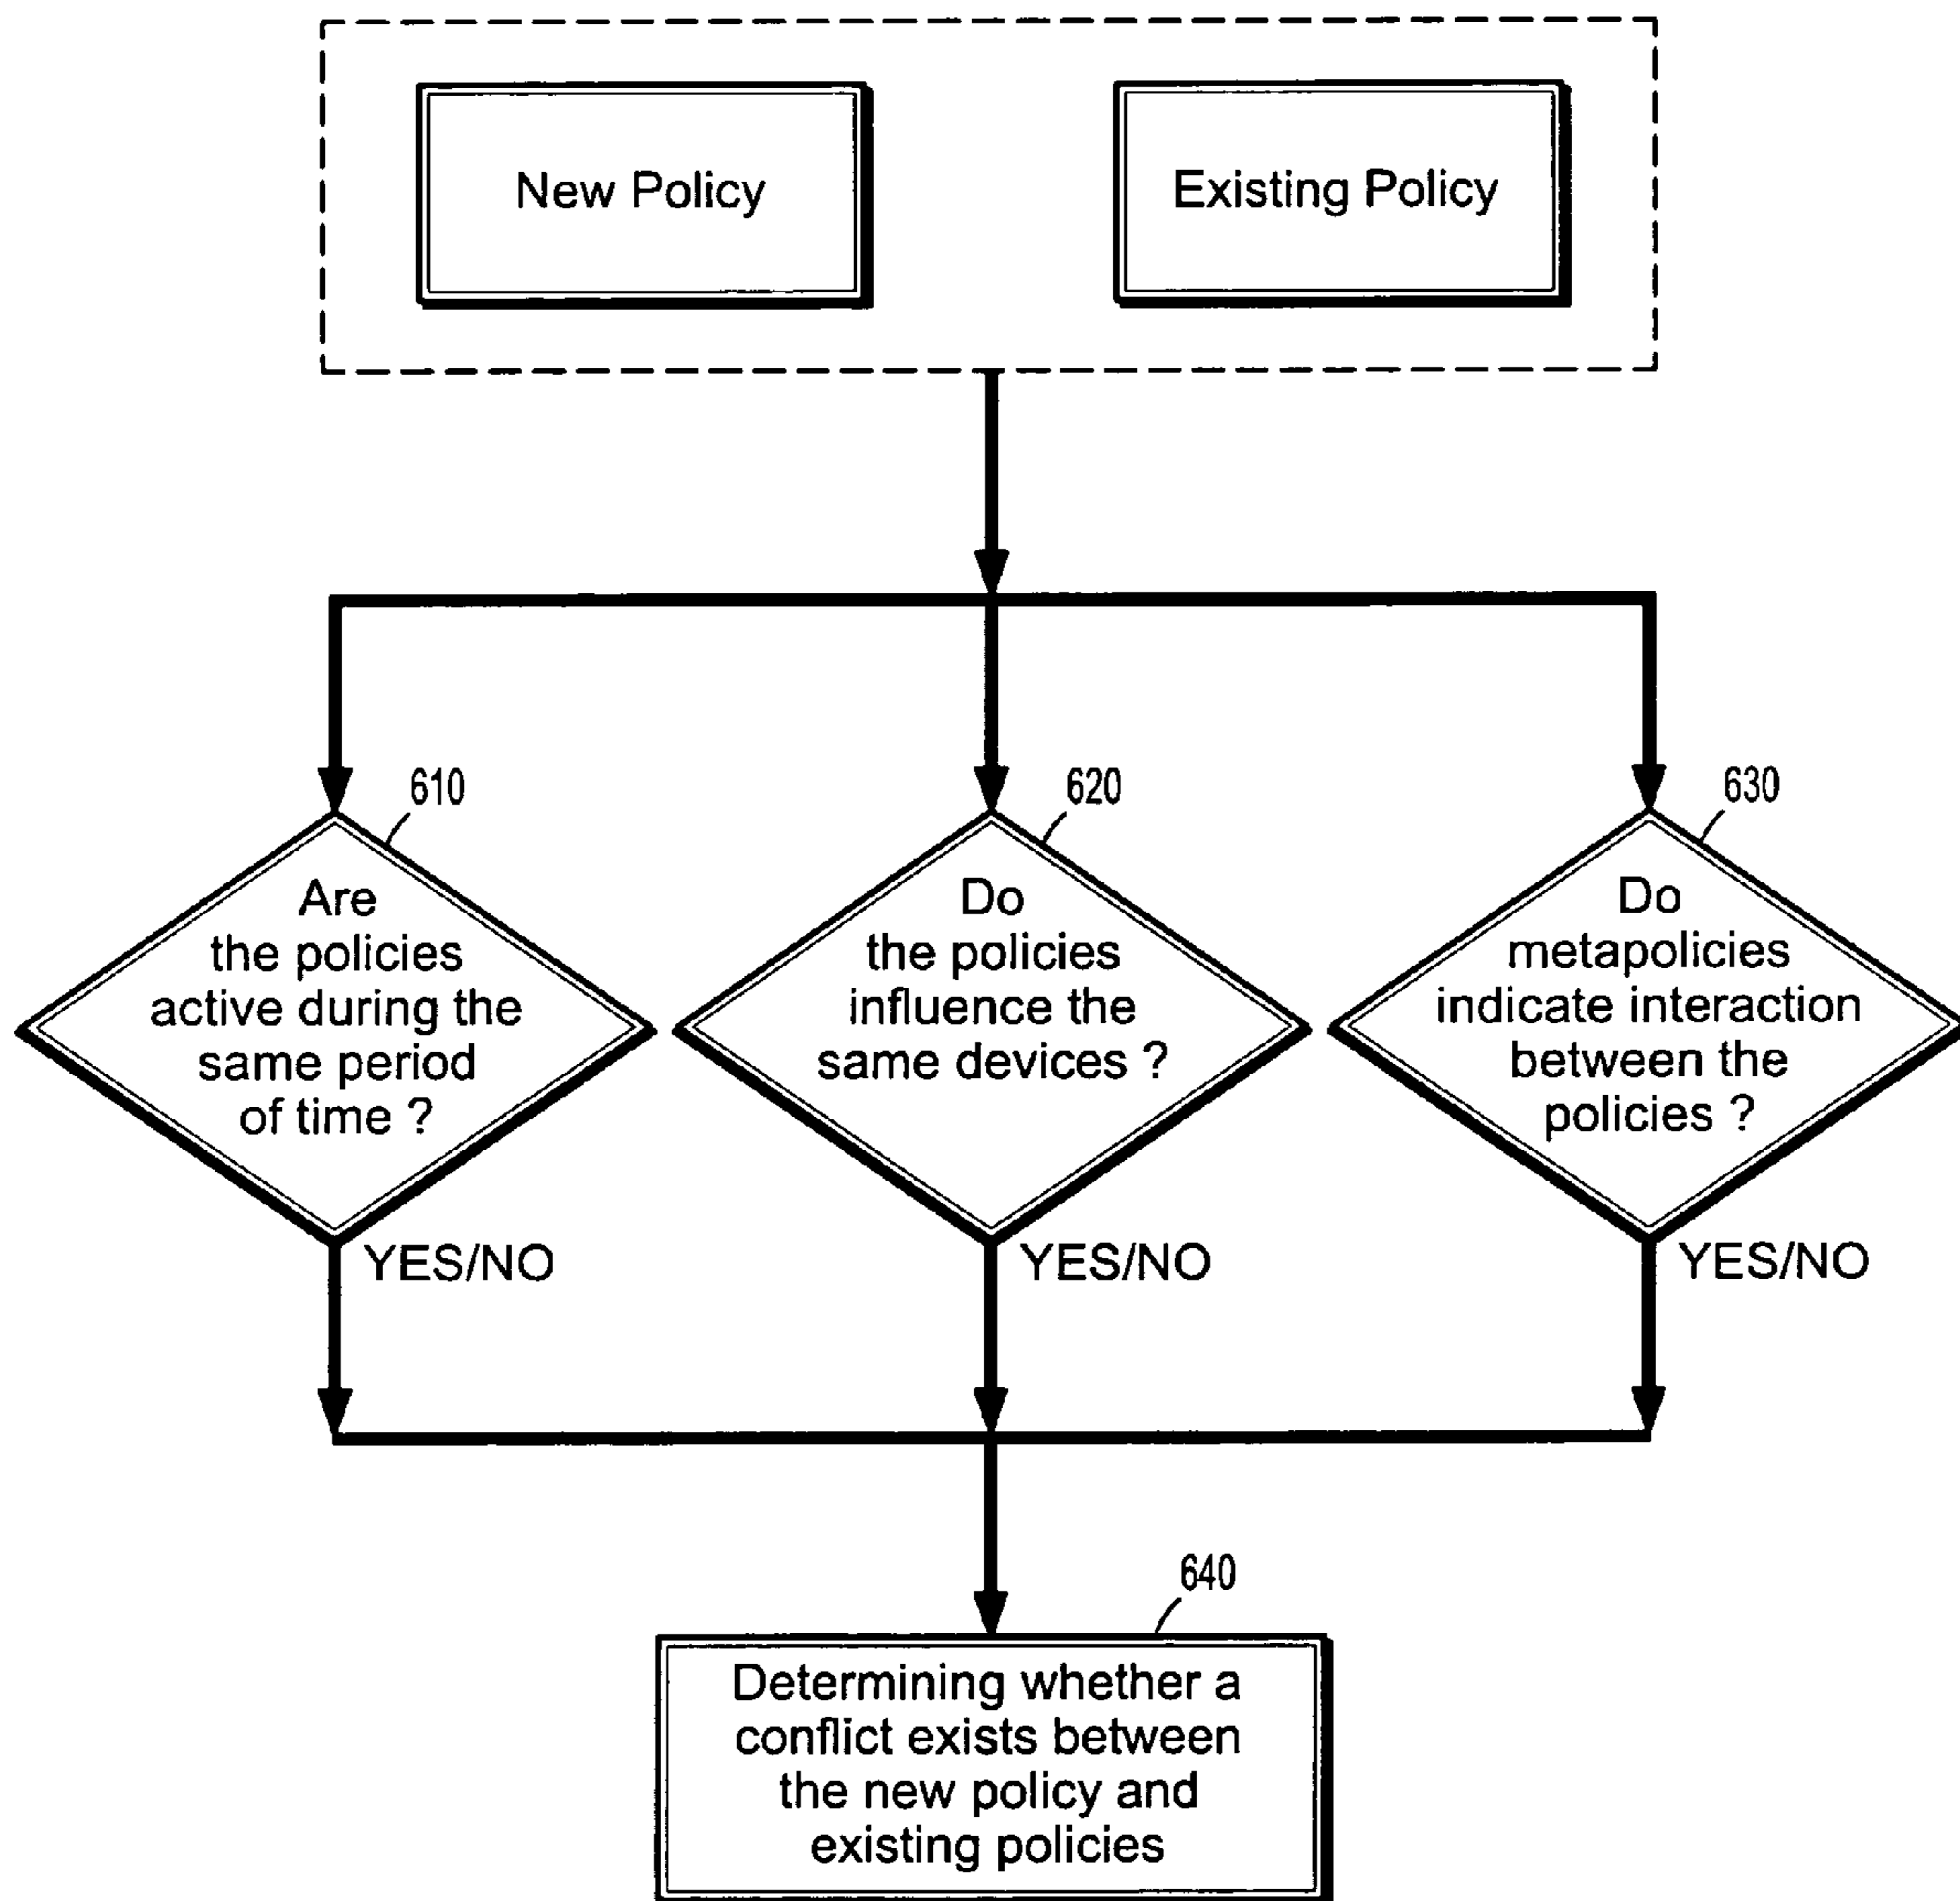 New Policy
Existing Policy
610
Are
the policies
active during the
same period
of time ?
YES/NO
620
Do
the policies
influence the
same devices ?
YES/NO
630
Do
metapolicies
indicate interaction
between the
policies ?
YES/NO
640
Determining whether a
conflict exists between
the new policy and
existing policies